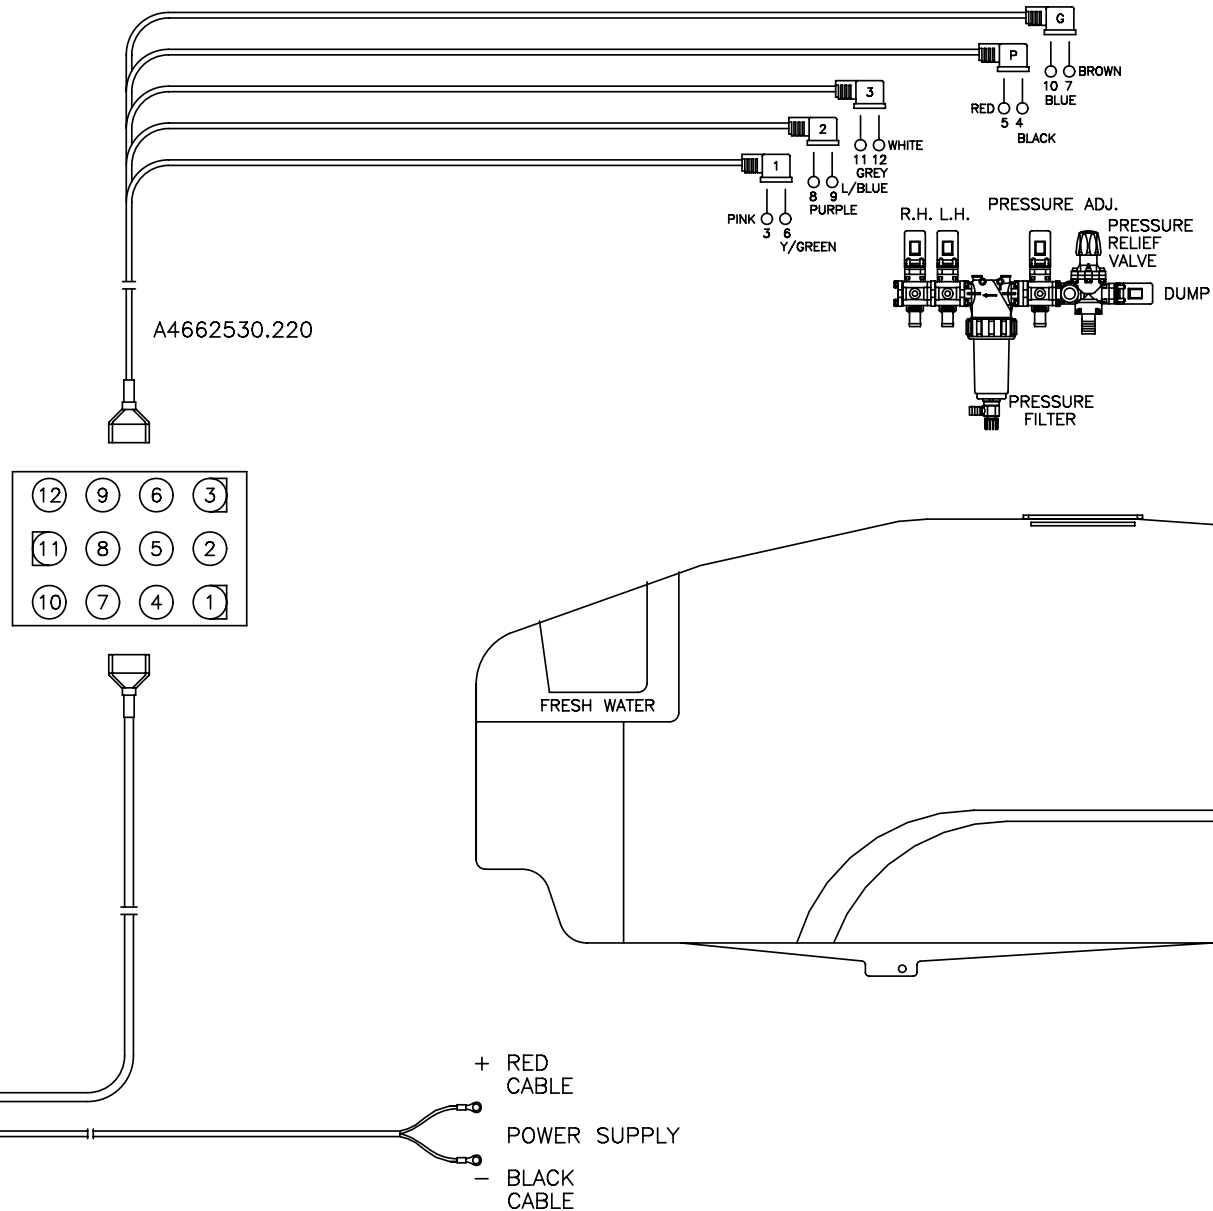 G
P
10 7 BROWN
BLUE
3
RED 5 4
BLACK
2
11 12 WHITE
GREY
1
8 9 L/BLUE
PURPLE
PINK 3 6
Y/GREEN
R.H. L.H.
PRESSURE ADJ.
PRESSURE
RELIEF
VALVE
DUMP
A4662530.220
PRESSURE
FILTER
12 9 6 3
11 8 5 2
10 7 4 1
FRESH WATER
+ RED
CABLE
POWER SUPPLY
- BLACK
CABLE